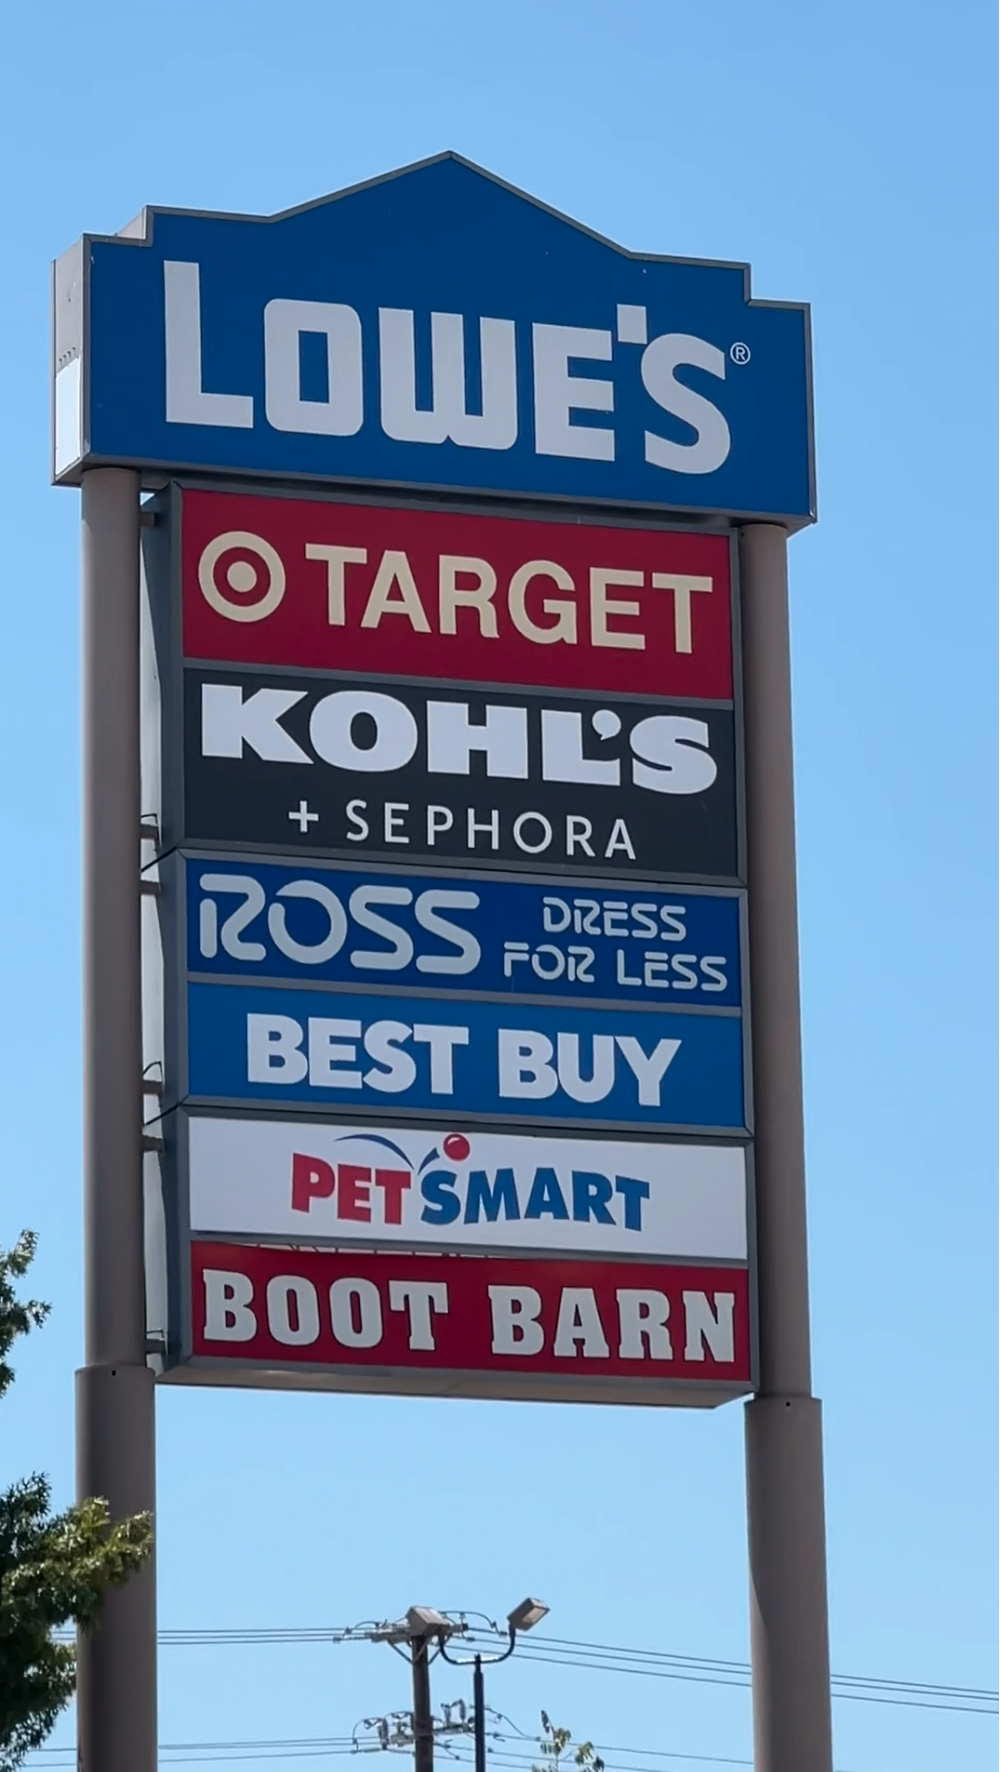 LOWE'S®
TARGET
KOHL'S
+ SEPHORA
ROSS DRESS
FOR LESS
BEST BUY
PETSMART
BOOT BARN